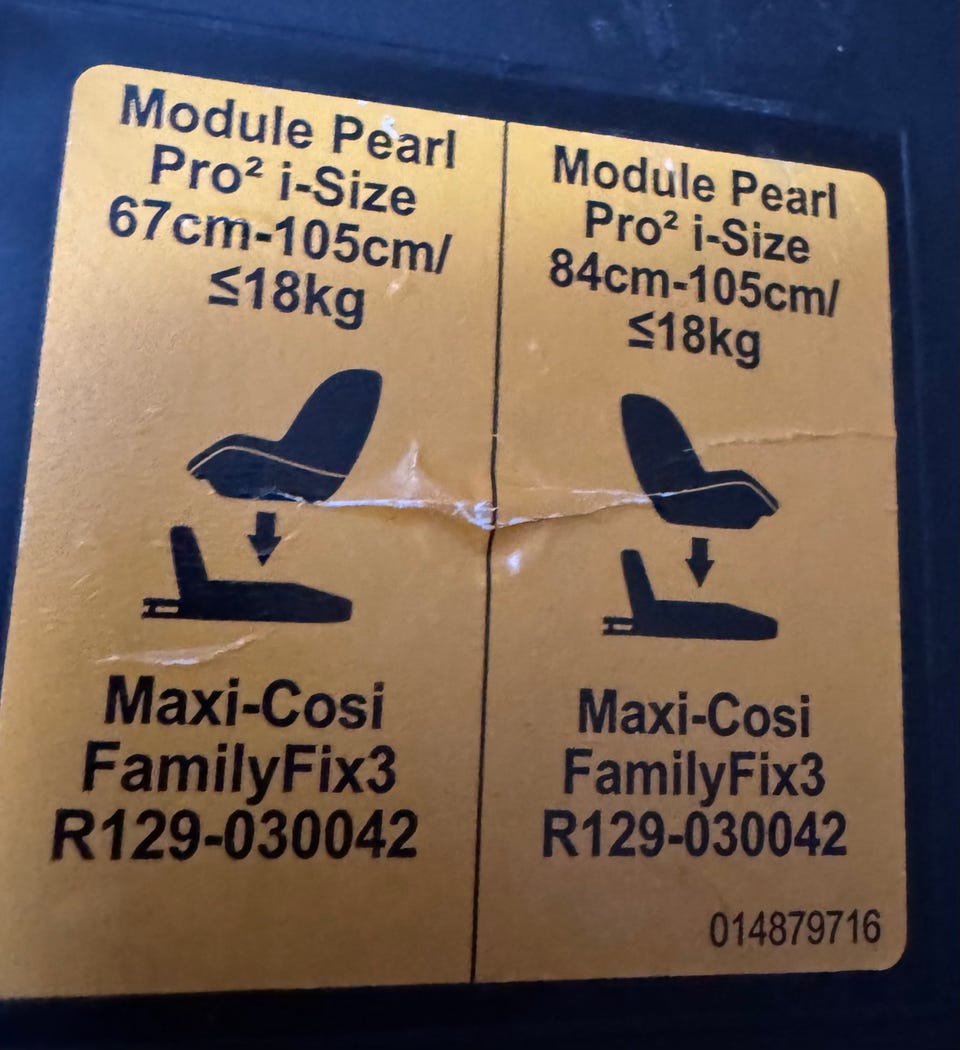 Module Pearl
Pro² i-Size
67cm-105cm/
≤18kg
Maxi-Cosi
FamilyFix3
R129-030042
Module Pearl
Pro² i-Size
84cm-105cm/
≤18kg
Maxi-Cosi
FamilyFix3
R129-030042
014879716